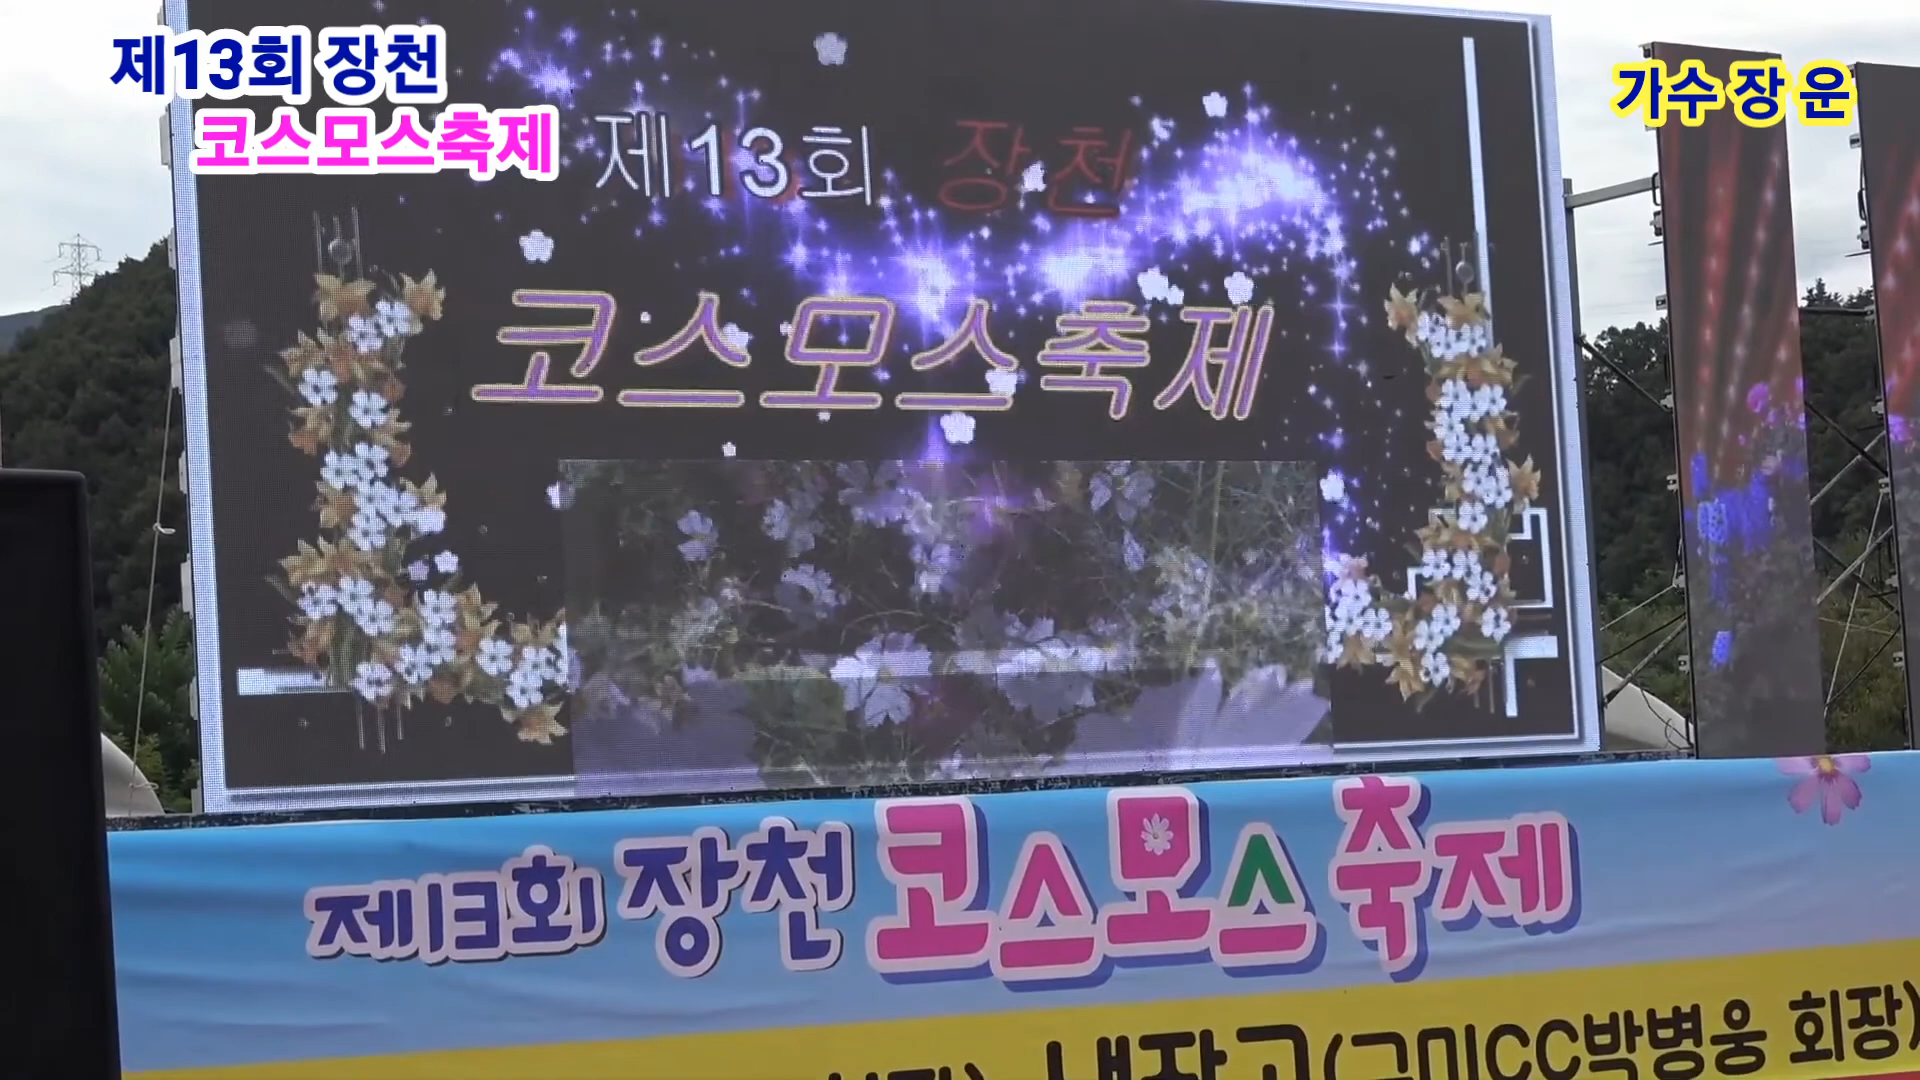 제13회 장천
코스모스축제
가수 장 운
제13회 장천
코스모스축제
제13회 장천 코스모스축제
냉장고(구미CC박병웅 회장)